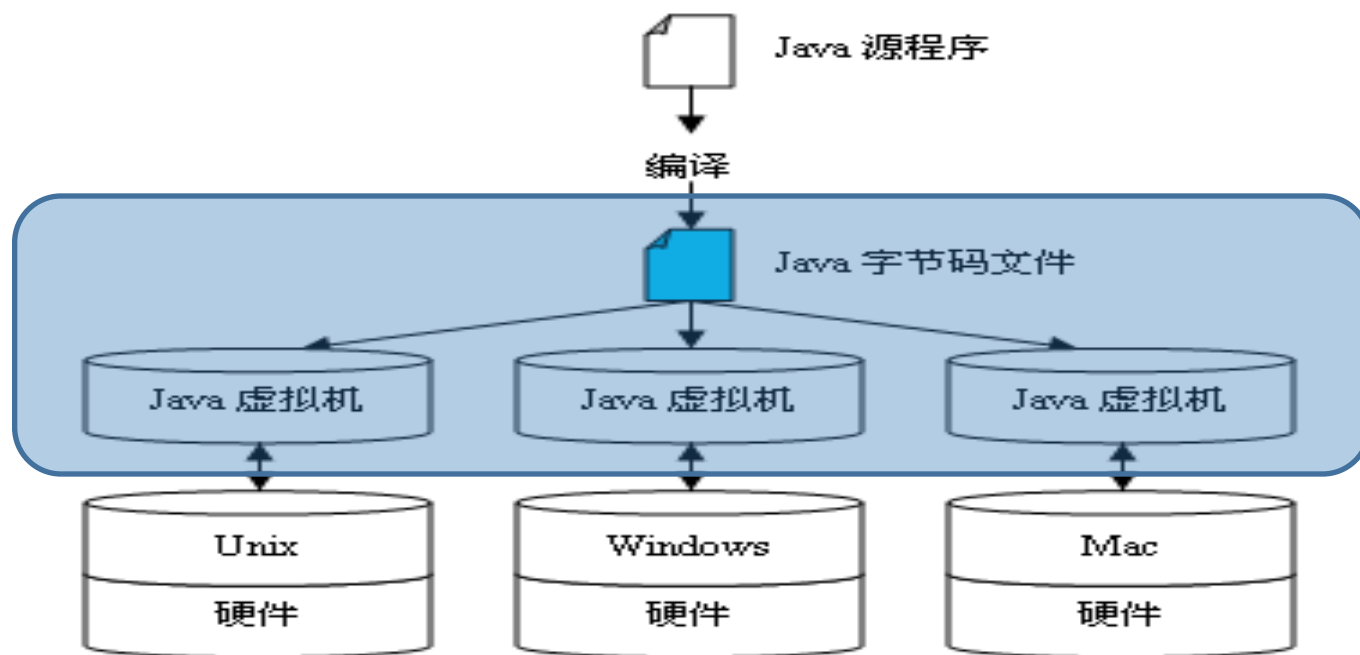 Java 源程序
编译
Java 字节码文件
Java 虚拟机
Java 虚拟机
Java 虚拟机
Unix
Windows
Mac
硬件
硬件
硬件